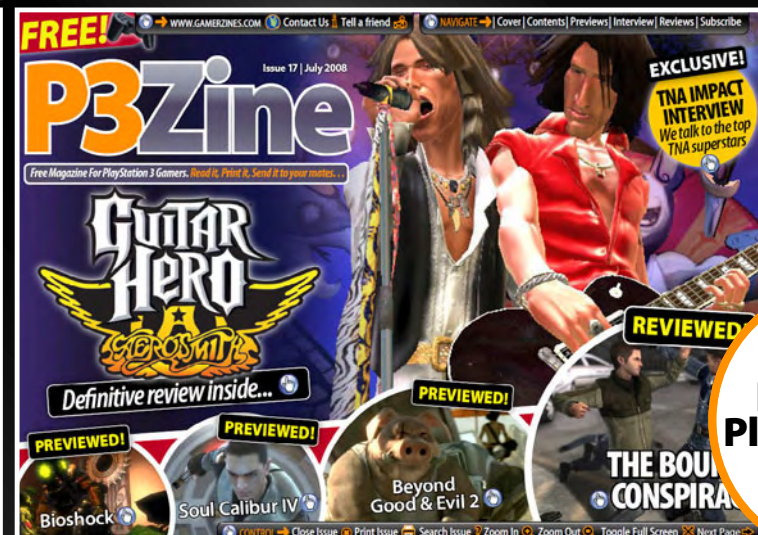 FREE!
WWW.GAMERZINES.COM Contact Us Tell a friend
NAVIGATE Cover | Contents | Previews | Interview | Reviews | Subscribe
P3Zine
Issue 17 | July 2008
Free Magazine For PlayStation 3 Gamers. Read it, Print it, Send it to your mates. . .
EXCLUSIVE!
TNA IMPACT
INTERVIEW
We talk to the top
TNA superstars
GUITAR
HERO
AEROSMITH
Definitive review inside...
PREVIEWED!
Bioshock
PREVIEWED!
Soul Calibur IV
PREVIEWED!
Beyond
Good & Evil 2
REVIEWED!
THE BOU
CONSPIRAC
Pl
CONTROL Close Issue Print Issue Search Issue Zoom In Zoom Out Toggle Full Screen Next Page